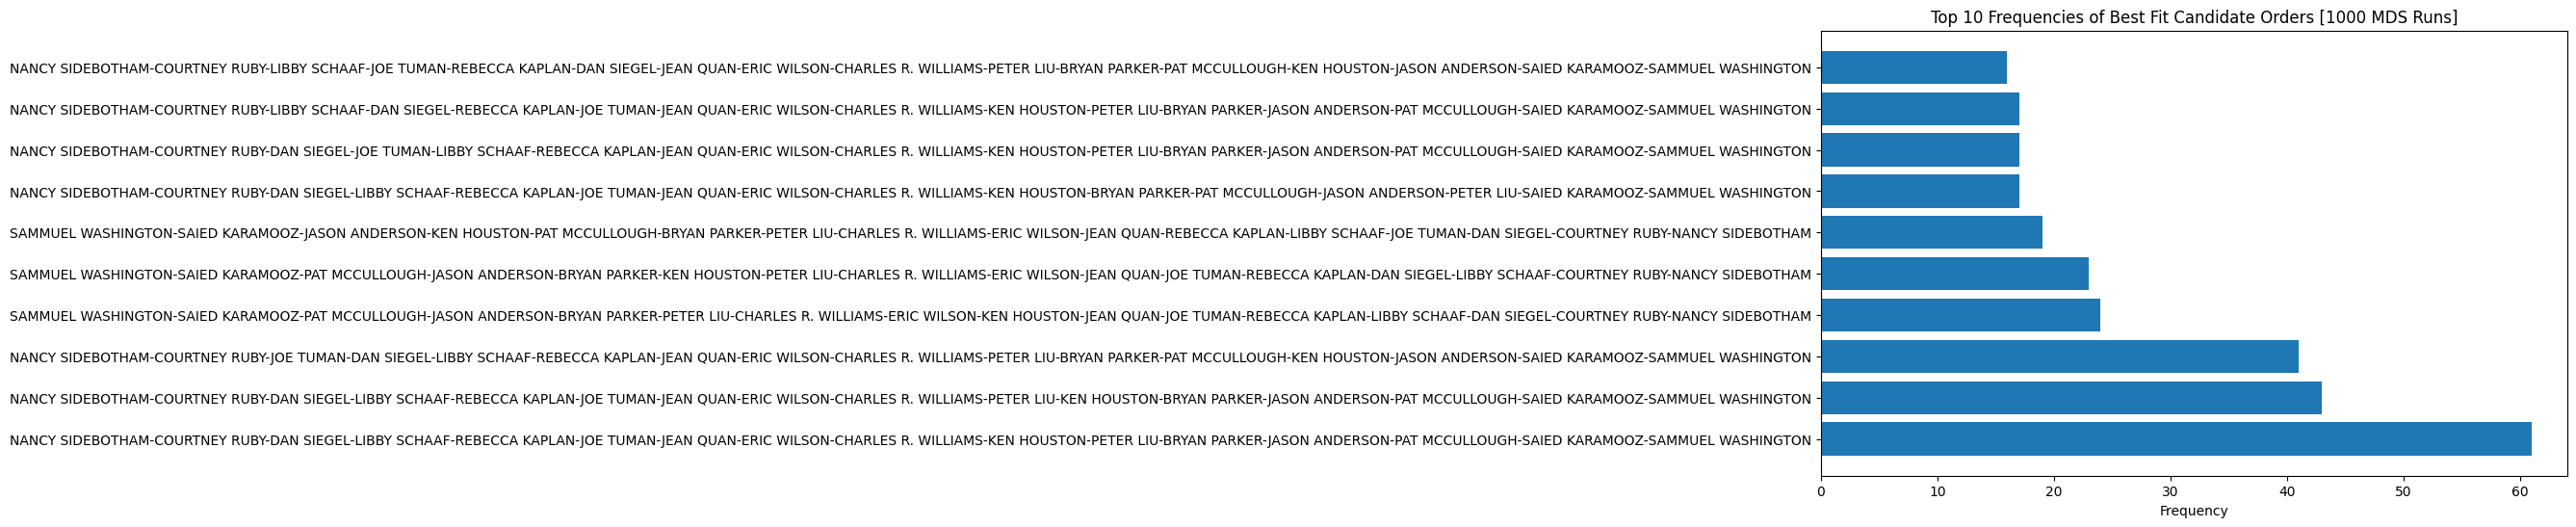 Top 10 Frequencies of Best Fit Candidate Orders [1000 MDS Runs]
NANCY SIDEBOTHAM-COURTNEY RUBY-LIBBY SCHAAF-JOE TUMAN-REBECCA KAPLAN-DAN SIEGEL-JEAN QUAN-ERIC WILSON-CHARLES R. WILLIAMS-PETER LIU-BRYAN PARKER-PAT MCCULLOUGH-KEN HOUSTON-JASON ANDERSON-SAIED KARAMOOZ-SAMMUEL WASHINGTON
NANCY SIDEBOTHAM-COURTNEY RUBY-LIBBY SCHAAF-DAN SIEGEL-REBECCA KAPLAN-JOE TUMAN-JEAN QUAN-ERIC WILSON-CHARLES R. WILLIAMS-KEN HOUSTON-PETER LIU-BRYAN PARKER-JASON ANDERSON-PAT MCCULLOUGH-SAIED KARAMOOZ-SAMMUEL WASHINGTON
NANCY SIDEBOTHAM-COURTNEY RUBY-DAN SIEGEL-JOE TUMAN-LIBBY SCHAAF-REBECCA KAPLAN-JEAN QUAN-ERIC WILSON-CHARLES R. WILLIAMS-KEN HOUSTON-PETER LIU-BRYAN PARKER-JASON ANDERSON-PAT MCCULLOUGH-SAIED KARAMOOZ-SAMMUEL WASHINGTON
NANCY SIDEBOTHAM-COURTNEY RUBY-DAN SIEGEL-LIBBY SCHAAF-REBECCA KAPLAN-JOE TUMAN-JEAN QUAN-ERIC WILSON-CHARLES R. WILLIAMS-KEN HOUSTON-BRYAN PARKER-PAT MCCULLOUGH-JASON ANDERSON-PETER LIU-SAIED KARAMOOZ-SAMMUEL WASHINGTON
SAMMUEL WASHINGTON-SAIED KARAMOOZ-JASON ANDERSON-KEN HOUSTON-PAT MCCULLOUGH-BRYAN PARKER-PETER LIU-CHARLES R. WILLIAMS-ERIC WILSON-JEAN QUAN-REBECCA KAPLAN-LIBBY SCHAAF-JOE TUMAN-DAN SIEGEL-COURTNEY RUBY-NANCY SIDEBOTHAM
SAMMUEL WASHINGTON-SAIED KARAMOOZ-PAT MCCULLOUGH-JASON ANDERSON-BRYAN PARKER-KEN HOUSTON-PETER LIU-CHARLES R. WILLIAMS-ERIC WILSON-JEAN QUAN-JOE TUMAN-REBECCA KAPLAN-DAN SIEGEL-LIBBY SCHAAF-COURTNEY RUBY-NANCY SIDEBOTHAM
SAMMUEL WASHINGTON-SAIED KARAMOOZ-PAT MCCULLOUGH-JASON ANDERSON-BRYAN PARKER-PETER LIU-CHARLES R. WILLIAMS-ERIC WILSON-KEN HOUSTON-JEAN QUAN-JOE TUMAN-REBECCA KAPLAN-LIBBY SCHAAF-DAN SIEGEL-COURTNEY RUBY-NANCY SIDEBOTHAM
NANCY SIDEBOTHAM-COURTNEY RUBY-JOE TUMAN-DAN SIEGEL-LIBBY SCHAAF-REBECCA KAPLAN-JEAN QUAN-ERIC WILSON-CHARLES R. WILLIAMS-PETER LIU-BRYAN PARKER-PAT MCCULLOUGH-KEN HOUSTON-JASON ANDERSON-SAIED KARAMOOZ-SAMMUEL WASHINGTON
NANCY SIDEBOTHAM-COURTNEY RUBY-DAN SIEGEL-LIBBY SCHAAF-REBECCA KAPLAN-JOE TUMAN-JEAN QUAN-ERIC WILSON-CHARLES R. WILLIAMS-PETER LIU-KEN HOUSTON-BRYAN PARKER-JASON ANDERSON-PAT MCCULLOUGH-SAIED KARAMOOZ-SAMMUEL WASHINGTON
NANCY SIDEBOTHAM-COURTNEY RUBY-DAN SIEGEL-LIBBY SCHAAF-REBECCA KAPLAN-JOE TUMAN-JEAN QUAN-ERIC WILSON-CHARLES R. WILLIAMS-KEN HOUSTON-PETER LIU-BRYAN PARKER-JASON ANDERSON-PAT MCCULLOUGH-SAIED KARAMOOZ-SAMMUEL WASHINGTON
0 10 20 30 40 50 60
Frequency